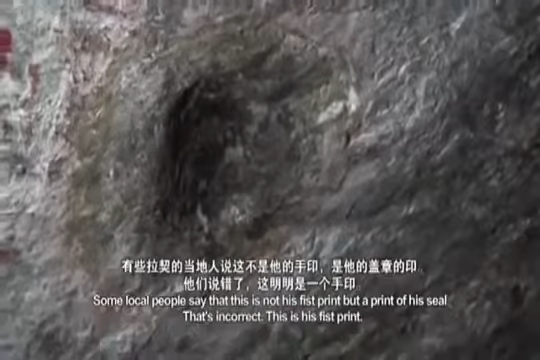 有些拉契的当地人说这不是他的手印，是他的盖章的印
他们说错了，这明明是一个手印
Some local people say that this is not his fist print but a print of his seal
That's incorrect. This is his fist print.